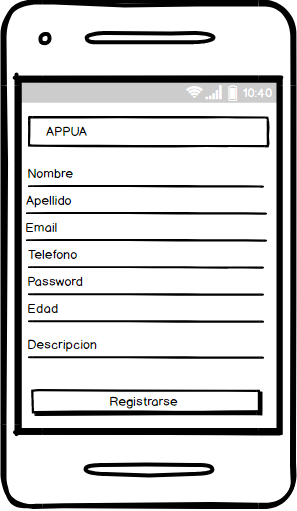 10:40
APPUA
Nombre
Apellido
Email
Telefono
Password
Edad
Descripcion
Registrarse